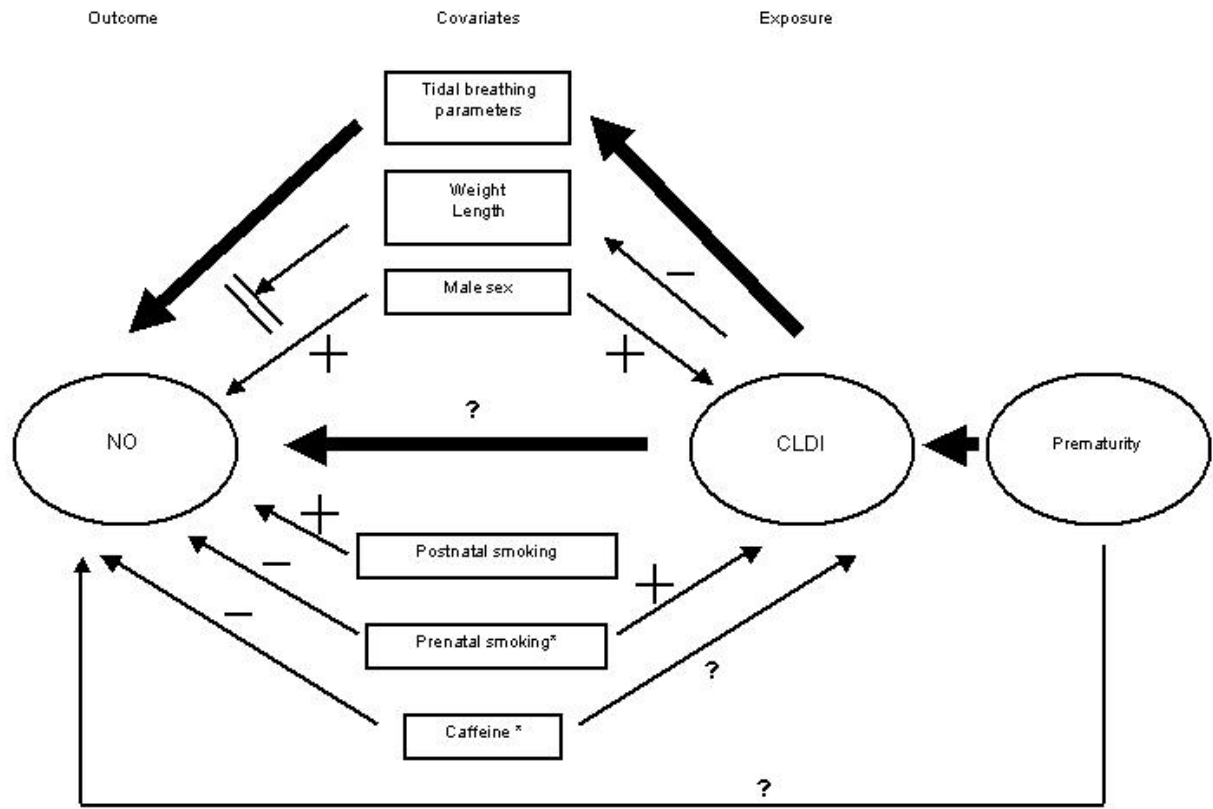 Outcome
Covariates
Exposure
Tidal breathing
parameters
Weight
Length
–
Male sex
+
+
?
NO
CLDI
Prematurity
+
Postnatal smoking
–
+
–
Prenatal smoking*
?
Caffeine *
?